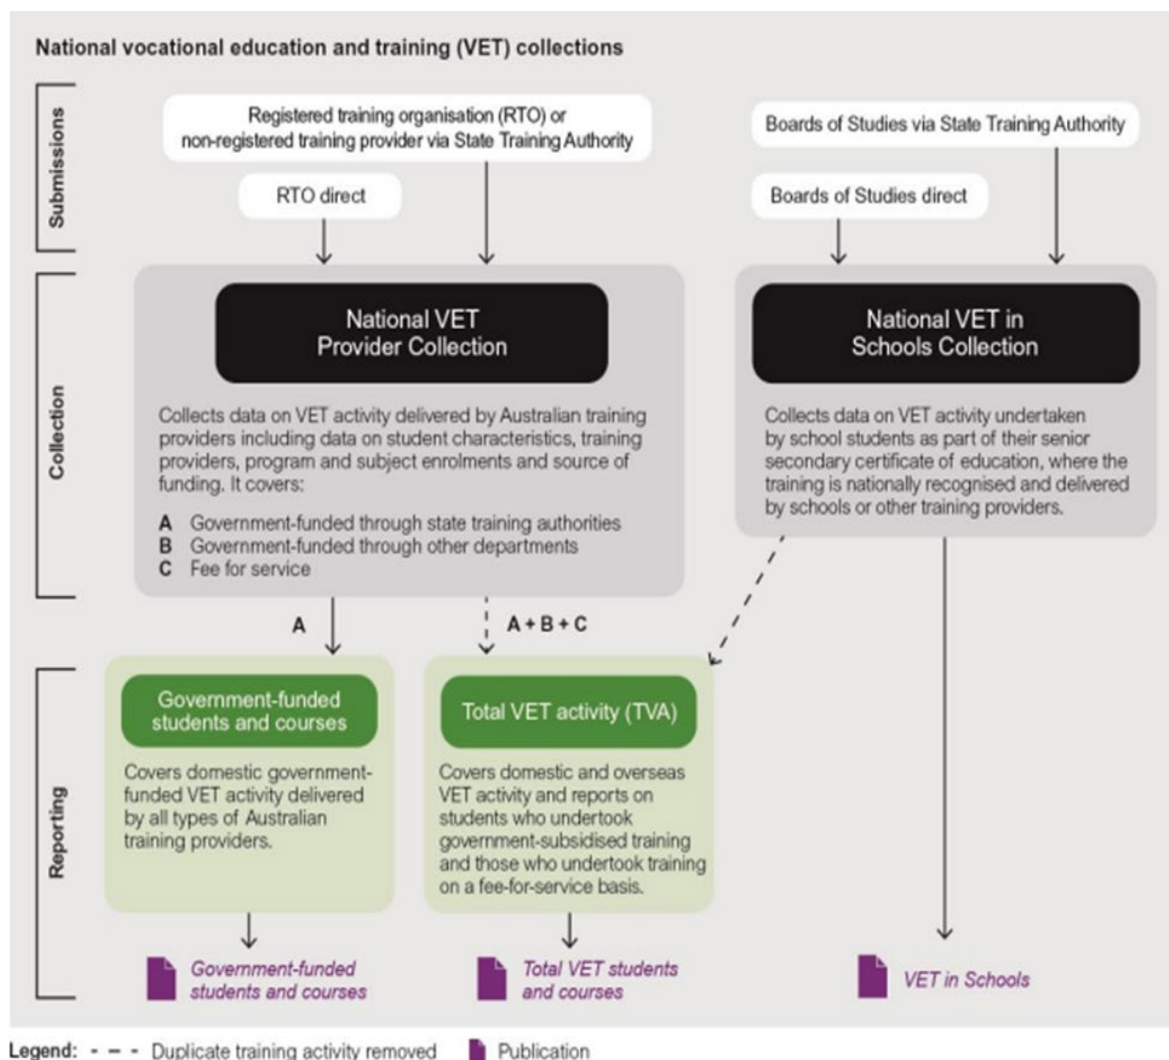 National vocational education and training (VET) collections
Submissions
Registered training organisation (RTO) or
non-registered training provider via State Training Authority
RTO direct
Boards of Studies via State Training Authority
Boards of Studies direct
Collection
National VET
Provider Collection
Collects data on VET activity delivered by Australian training
providers including data on student characteristics, training
providers, program and subject enrolments and source of
funding. It covers:
A Government-funded through state training authorities
B Government-funded through other departments
C Fee for service
National VET in
Schools Collection
Collects data on VET activity undertaken
by school students as part of their senior
secondary certificate of education, where the
training is nationally recognised and delivered
by schools or other training providers.
A
A + B + C
Reporting
Government-funded
students and courses
Covers domestic government-
funded VET activity delivered
by all types of Australian
training providers.
Total VET activity (TVA)
Covers domestic and overseas
VET activity and reports on
students who undertook
government-subsidised training
and those who undertook training
on a fee-for-service basis.
Government-funded
students and courses
Total VET students
and courses
VET in Schools
Legend: - - - Duplicate training activity removed Publication